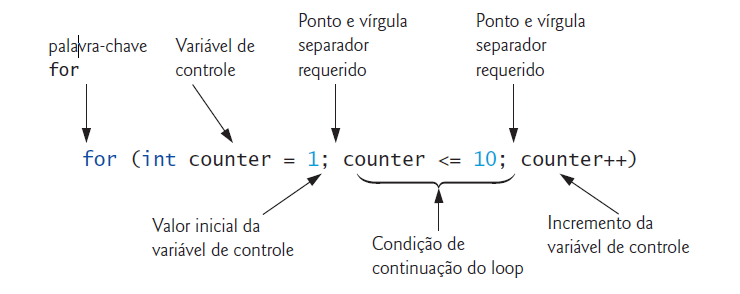 palavra-chave
for
Variável de
controle
Ponto e vírgula
separador
requerido
Ponto e vírgula
separador
requerido
for (int counter = 1; counter <= 10; counter++)
Valor inicial da
variável de controle
Condição de
continuação do loop
Incremento da
variável de controle